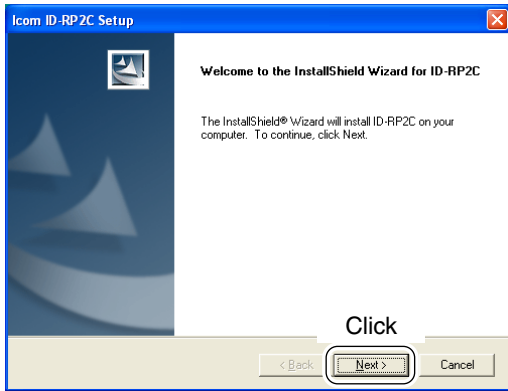 Icom ID-RP2C Setup
Welcome to the InstallShield Wizard for ID-RP2C
The InstallShield® Wizard will install ID-RP2C on your
computer. To continue, click Next.
Click
< Back Next > Cancel